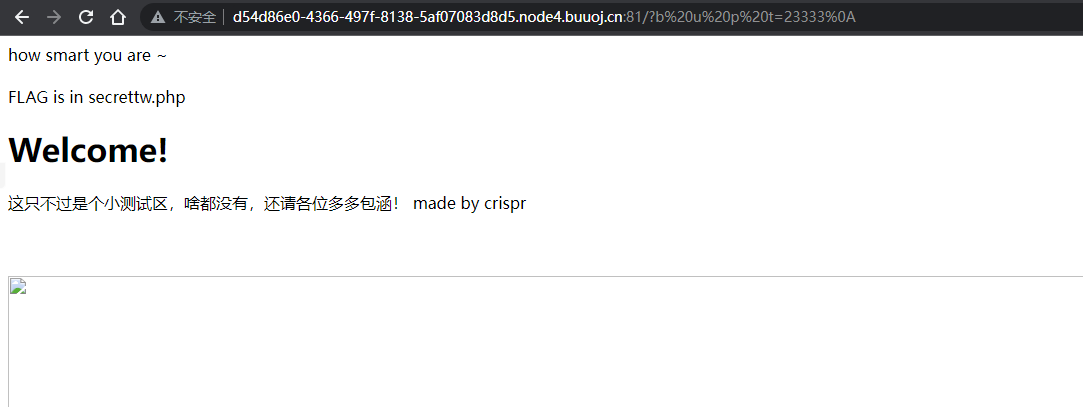 不安全 | d54d86e0-4366-497f-8138-5af07083d8d5.node4.buuoj.cn:81/?b%20u%20p%20t=23333%0A
how smart you are ~
FLAG is in secrettw.php
Welcome!
这只不过是个小测试区，啥都没有，还请各位多多包涵！ made by crispr